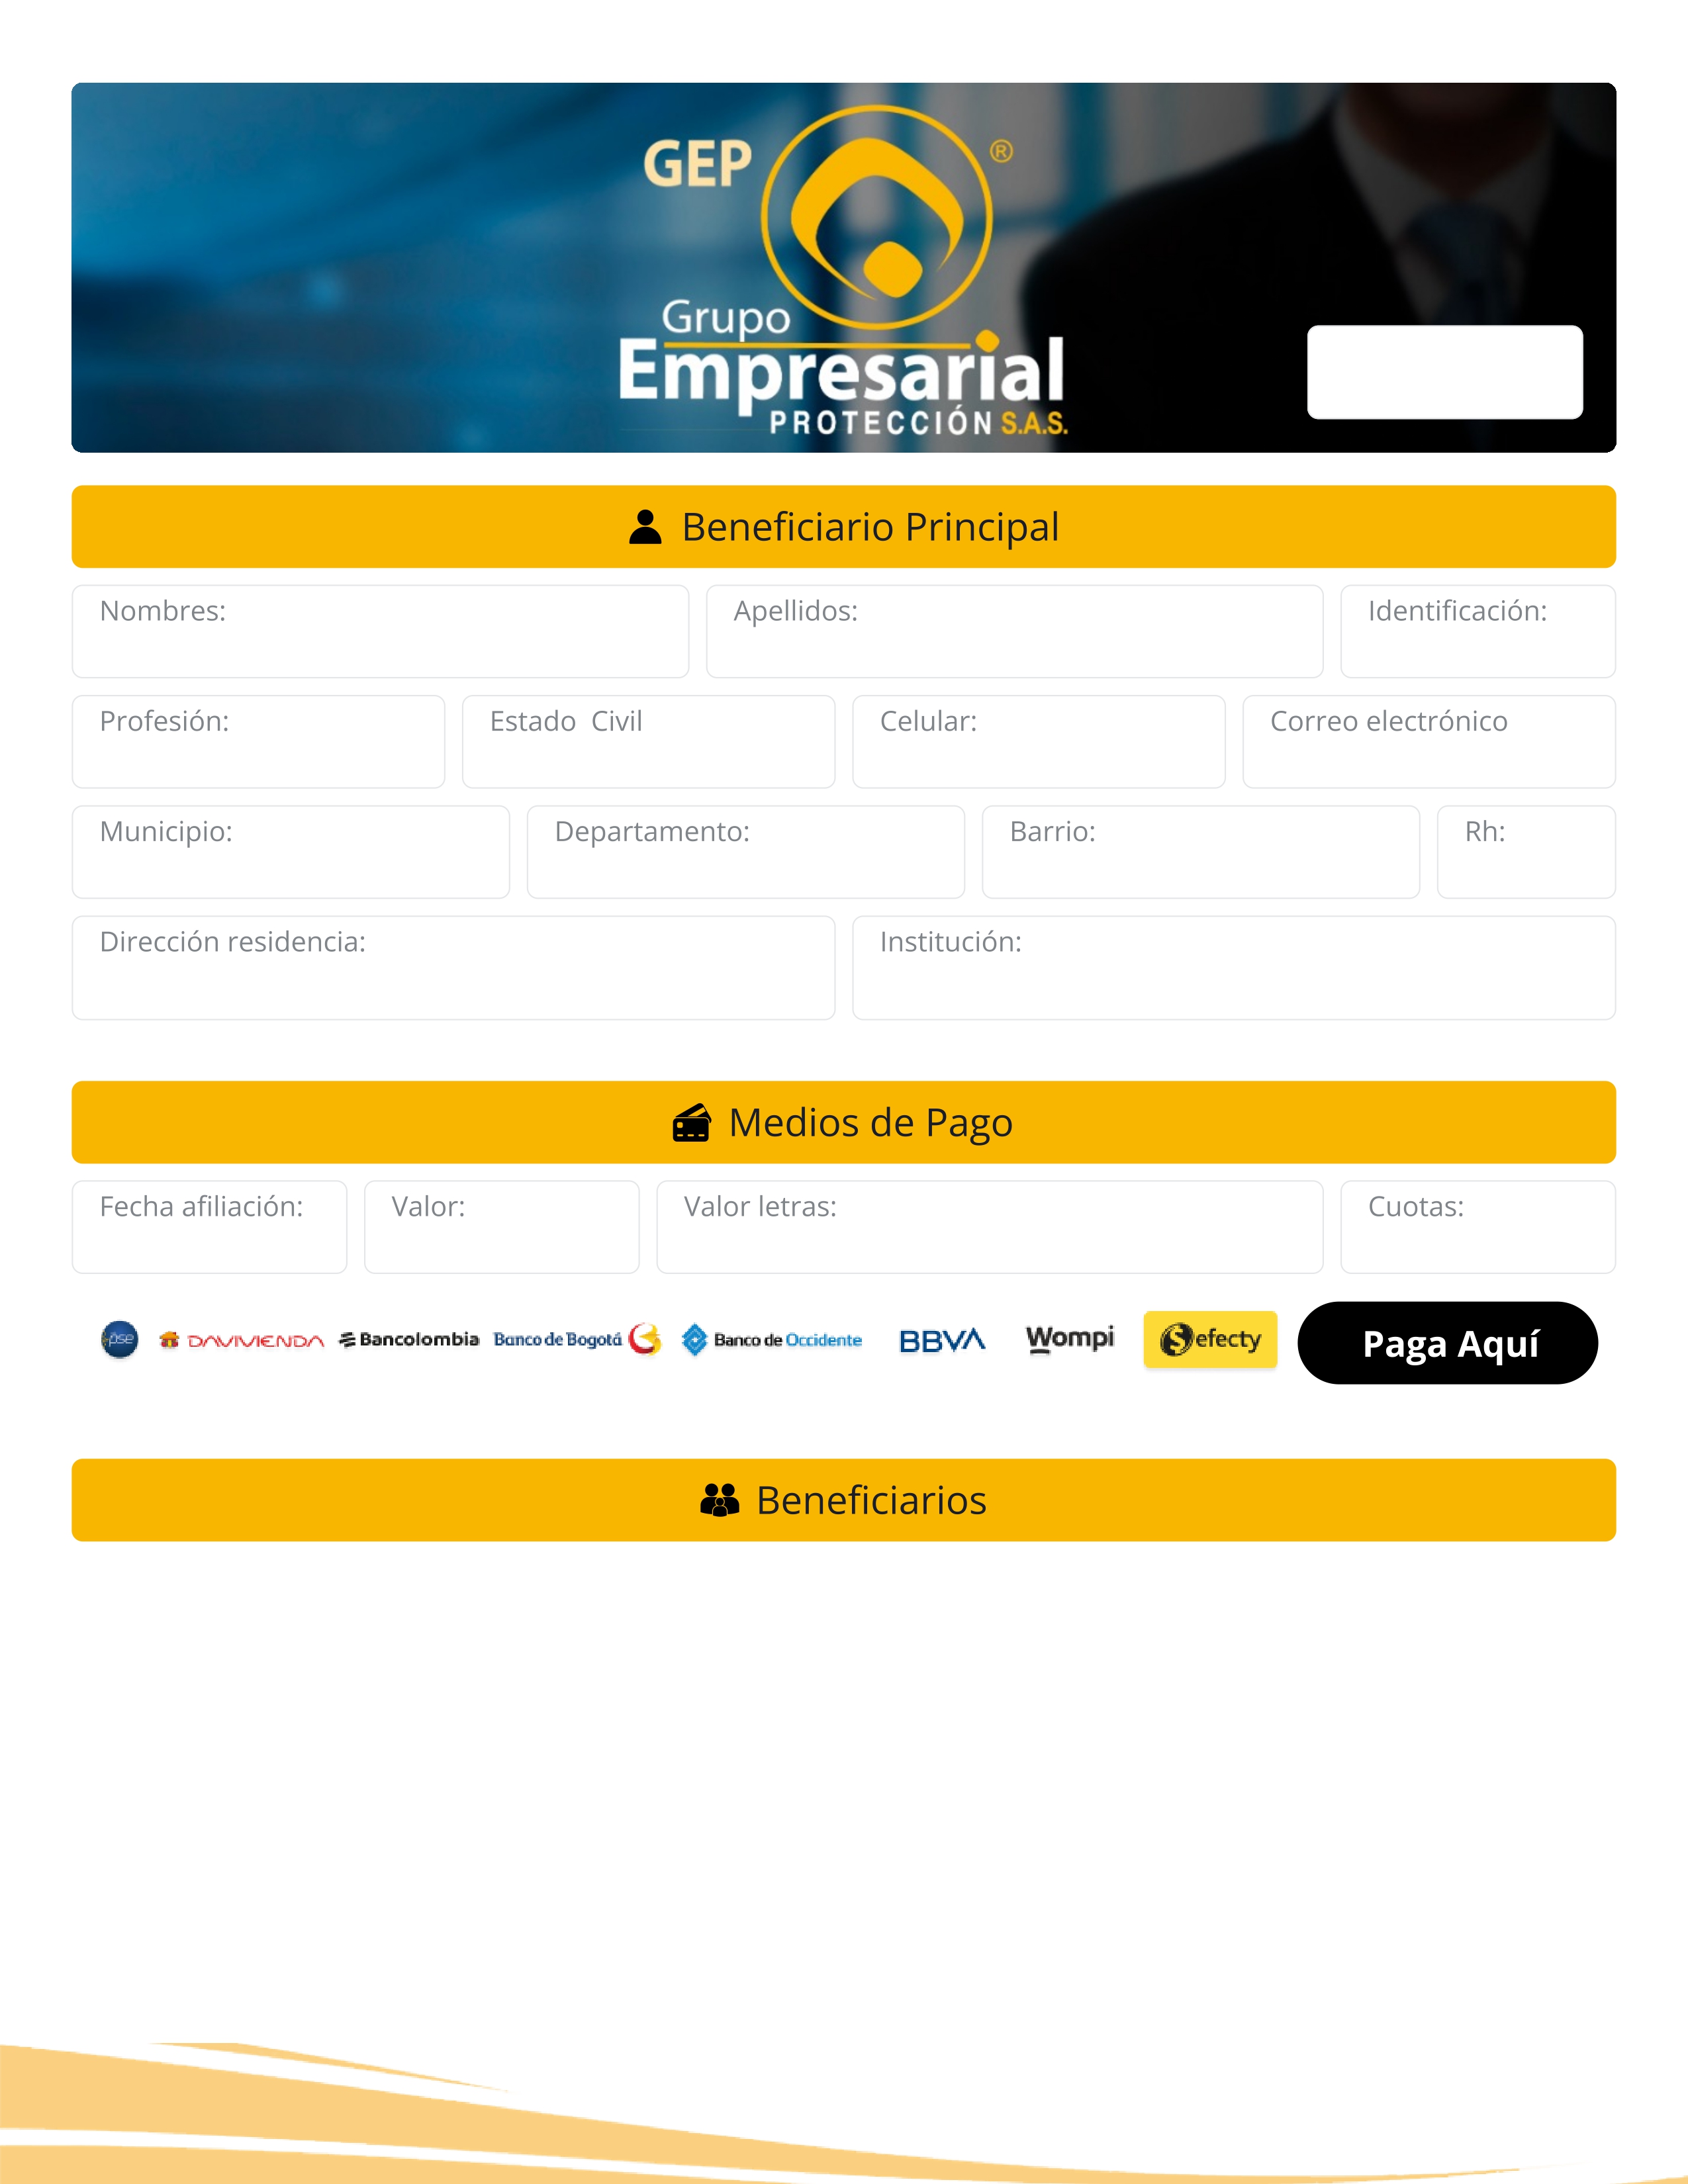 GEP ®
Grupo
Empresarial
PROTECCIÓN S.A.S.
Beneficiario Principal
Nombres: Apellidos: Identificación:
Profesión: Estado Civil Celular: Correo electrónico
Municipio: Departamento: Barrio: Rh:
Dirección residencia: Institución:
Medios de Pago
Fecha afiliación: Valor: Valor letras: Cuotas:
pse DAVIVIENDA Bancolombia Banco de Bogotá Banco de Occidente BBVA Wompi efecty Paga Aquí
Beneficiarios